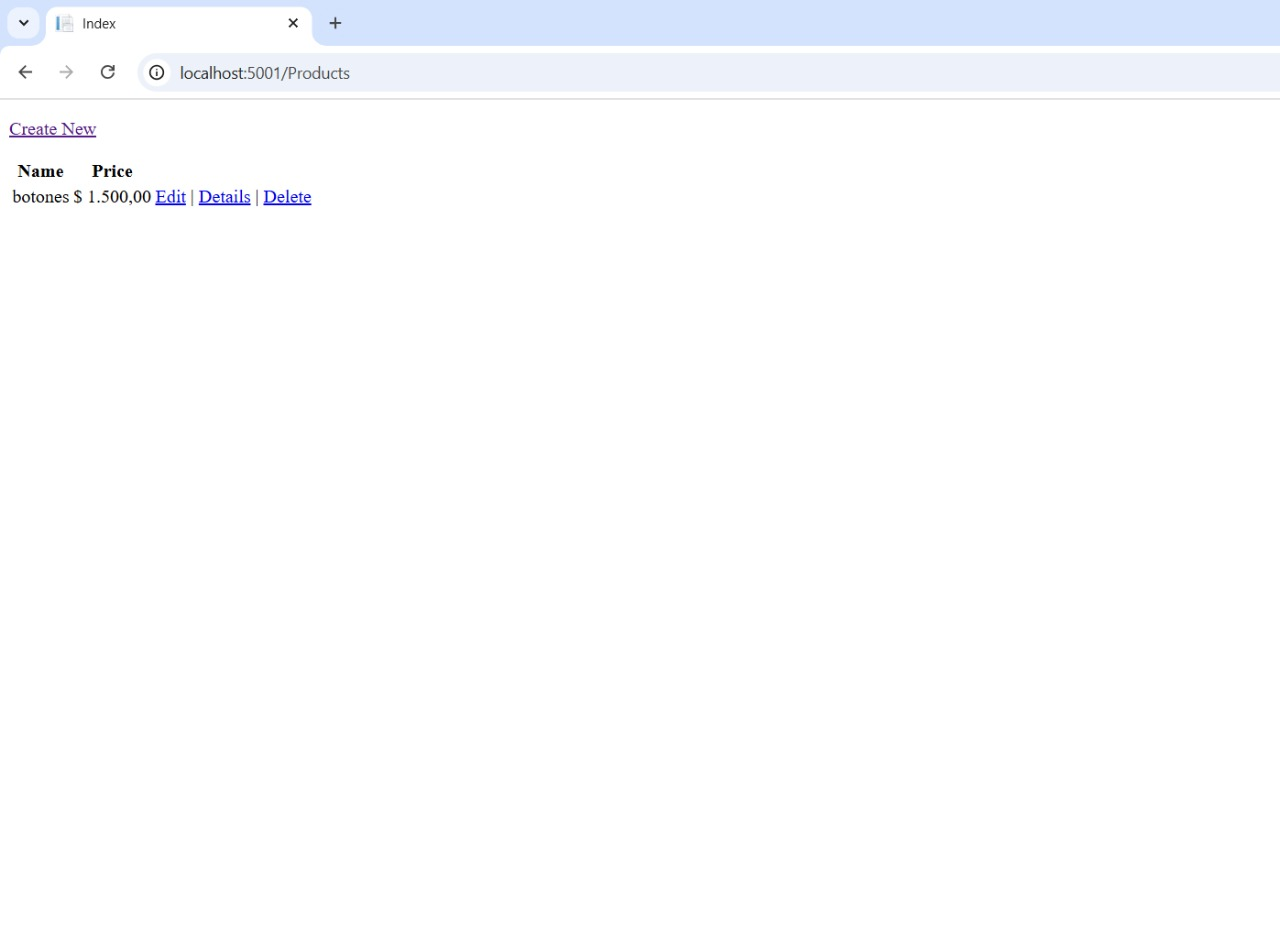 Index
localhost:5001/Products
Create New
Name Price
botones $ 1.500,00 Edit | Details | Delete